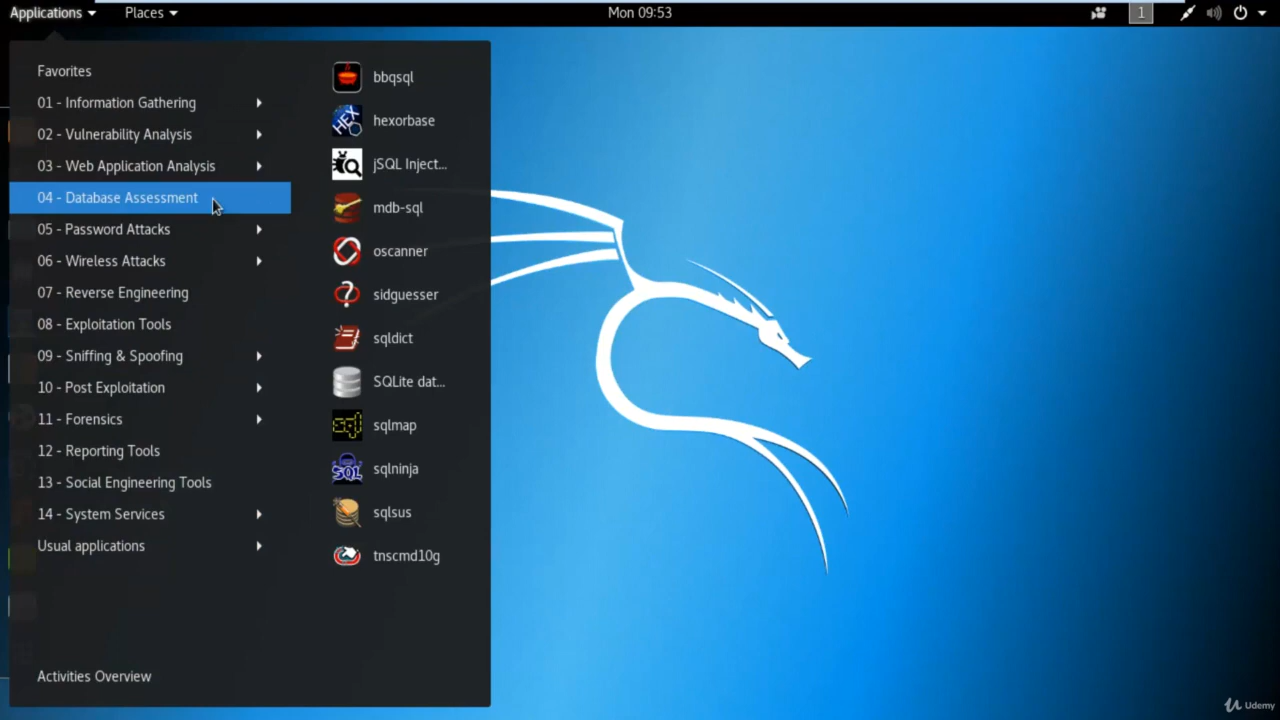 Applications Places Mon 09:53 1
Favorites
01 - Information Gathering
02 - Vulnerability Analysis
03 - Web Application Analysis
04 - Database Assessment
05 - Password Attacks
06 - Wireless Attacks
07 - Reverse Engineering
08 - Exploitation Tools
09 - Sniffing & Spoofing
10 - Post Exploitation
11 - Forensics
12 - Reporting Tools
13 - Social Engineering Tools
14 - System Services
Usual applications
Activities Overview
bbqsql
HEX hexorbase
jSQL Inject...
mdb-sql
oscanner
sidguesser
sqldict
SQLite dat...
sql sqlmap
SQL sqlninja
sqlsus
tnscmd10g
Udemy